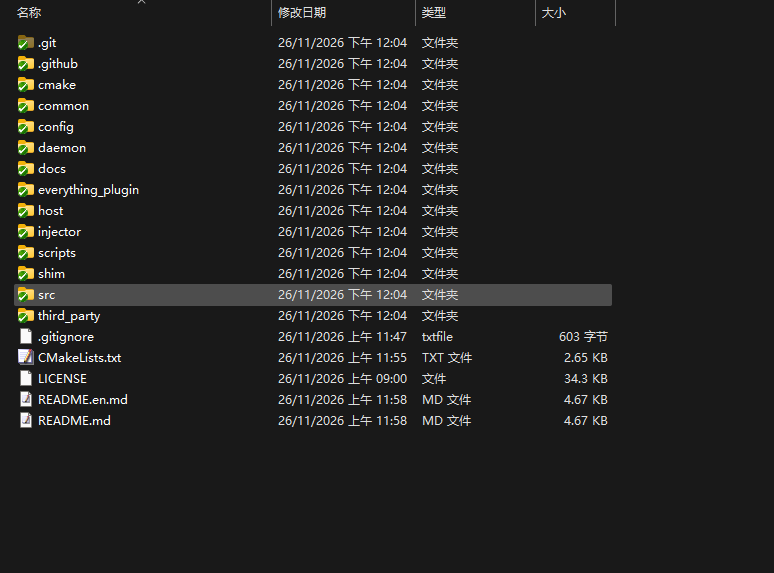 名称 修改日期 类型 大小
.git 26/11/2026 下午 12:04 文件夹
.github 26/11/2026 下午 12:04 文件夹
cmake 26/11/2026 下午 12:04 文件夹
common 26/11/2026 下午 12:04 文件夹
config 26/11/2026 下午 12:04 文件夹
daemon 26/11/2026 下午 12:04 文件夹
docs 26/11/2026 下午 12:04 文件夹
everything_plugin 26/11/2026 下午 12:04 文件夹
host 26/11/2026 下午 12:04 文件夹
injector 26/11/2026 下午 12:04 文件夹
scripts 26/11/2026 下午 12:04 文件夹
shim 26/11/2026 下午 12:04 文件夹
src 26/11/2026 下午 12:04 文件夹
third_party 26/11/2026 下午 12:04 文件夹
.gitignore 26/11/2026 上午 11:47 txtfile 603 字节
CMakeLists.txt 26/11/2026 上午 11:55 TXT 文件 2.65 KB
LICENSE 26/11/2026 上午 09:00 文件 34.3 KB
README.en.md 26/11/2026 上午 11:58 MD 文件 4.67 KB
README.md 26/11/2026 上午 11:58 MD 文件 4.67 KB